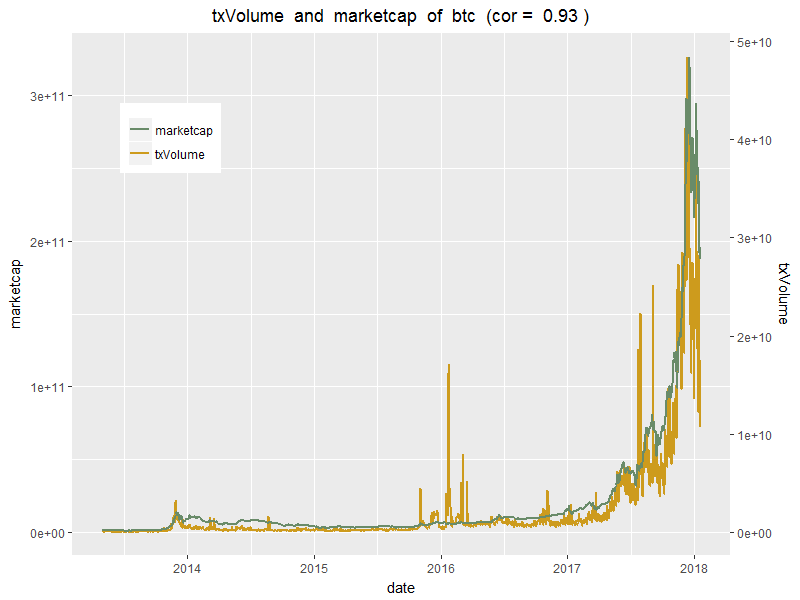 txVolume and marketcap of btc (cor = 0.93 )
5e+10
3e+11
4e+10
marketcap
txVolume
2e+11
3e+10
marketcap
txVolume
2e+10
1e+11
1e+10
0e+00
0e+00
2014 2015 2016 2017 2018
date